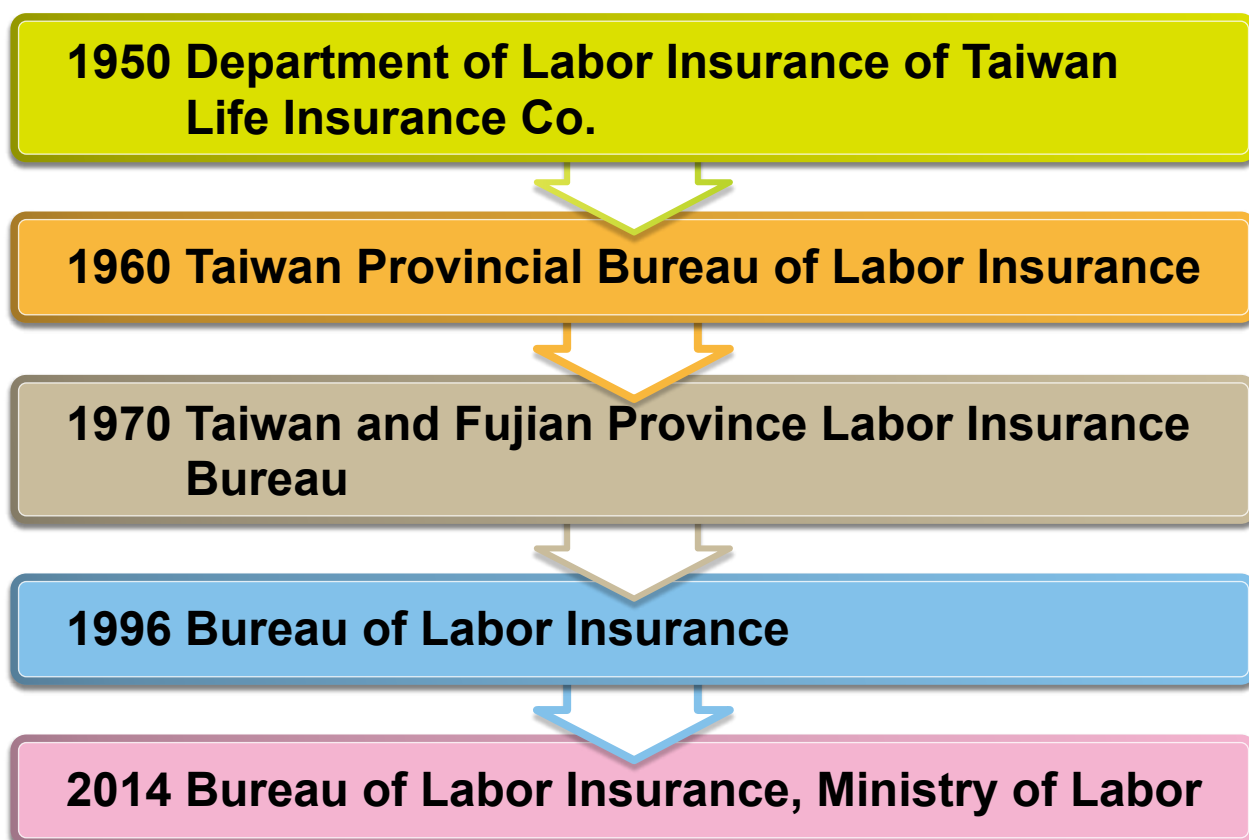 1950 Department of Labor Insurance of Taiwan
Life Insurance Co.
1960 Taiwan Provincial Bureau of Labor Insurance
1970 Taiwan and Fujian Province Labor Insurance
Bureau
1996 Bureau of Labor Insurance
2014 Bureau of Labor Insurance, Ministry of Labor